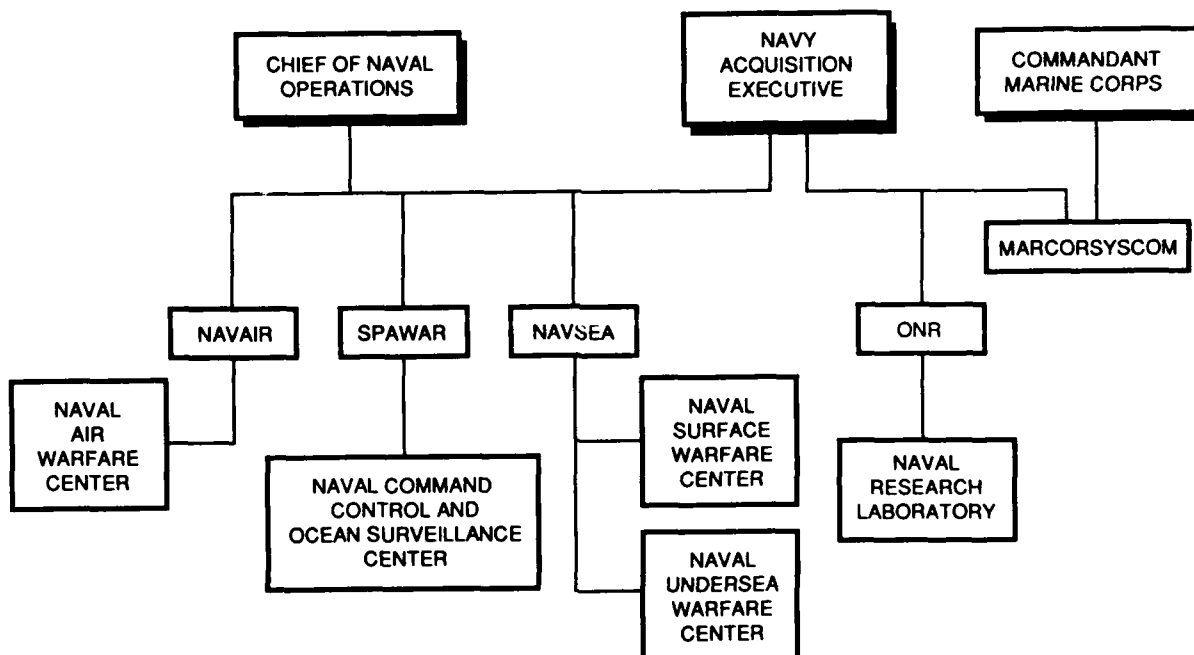 CHIEF OF NAVAL
OPERATIONS
NAVY
ACQUISITION
EXECUTIVE
COMMANDANT
MARINE CORPS
MARCORSYSCOM
NAVAIR
SPAWAR
NAVSEA
ONR
NAVAL
AIR
WARFARE
CENTER
NAVAL COMMAND
CONTROL AND
OCEAN SURVEILLANCE
CENTER
NAVAL
SURFACE
WARFARE
CENTER
NAVAL
RESEARCH
LABORATORY
NAVAL
UNDERSEA
WARFARE
CENTER